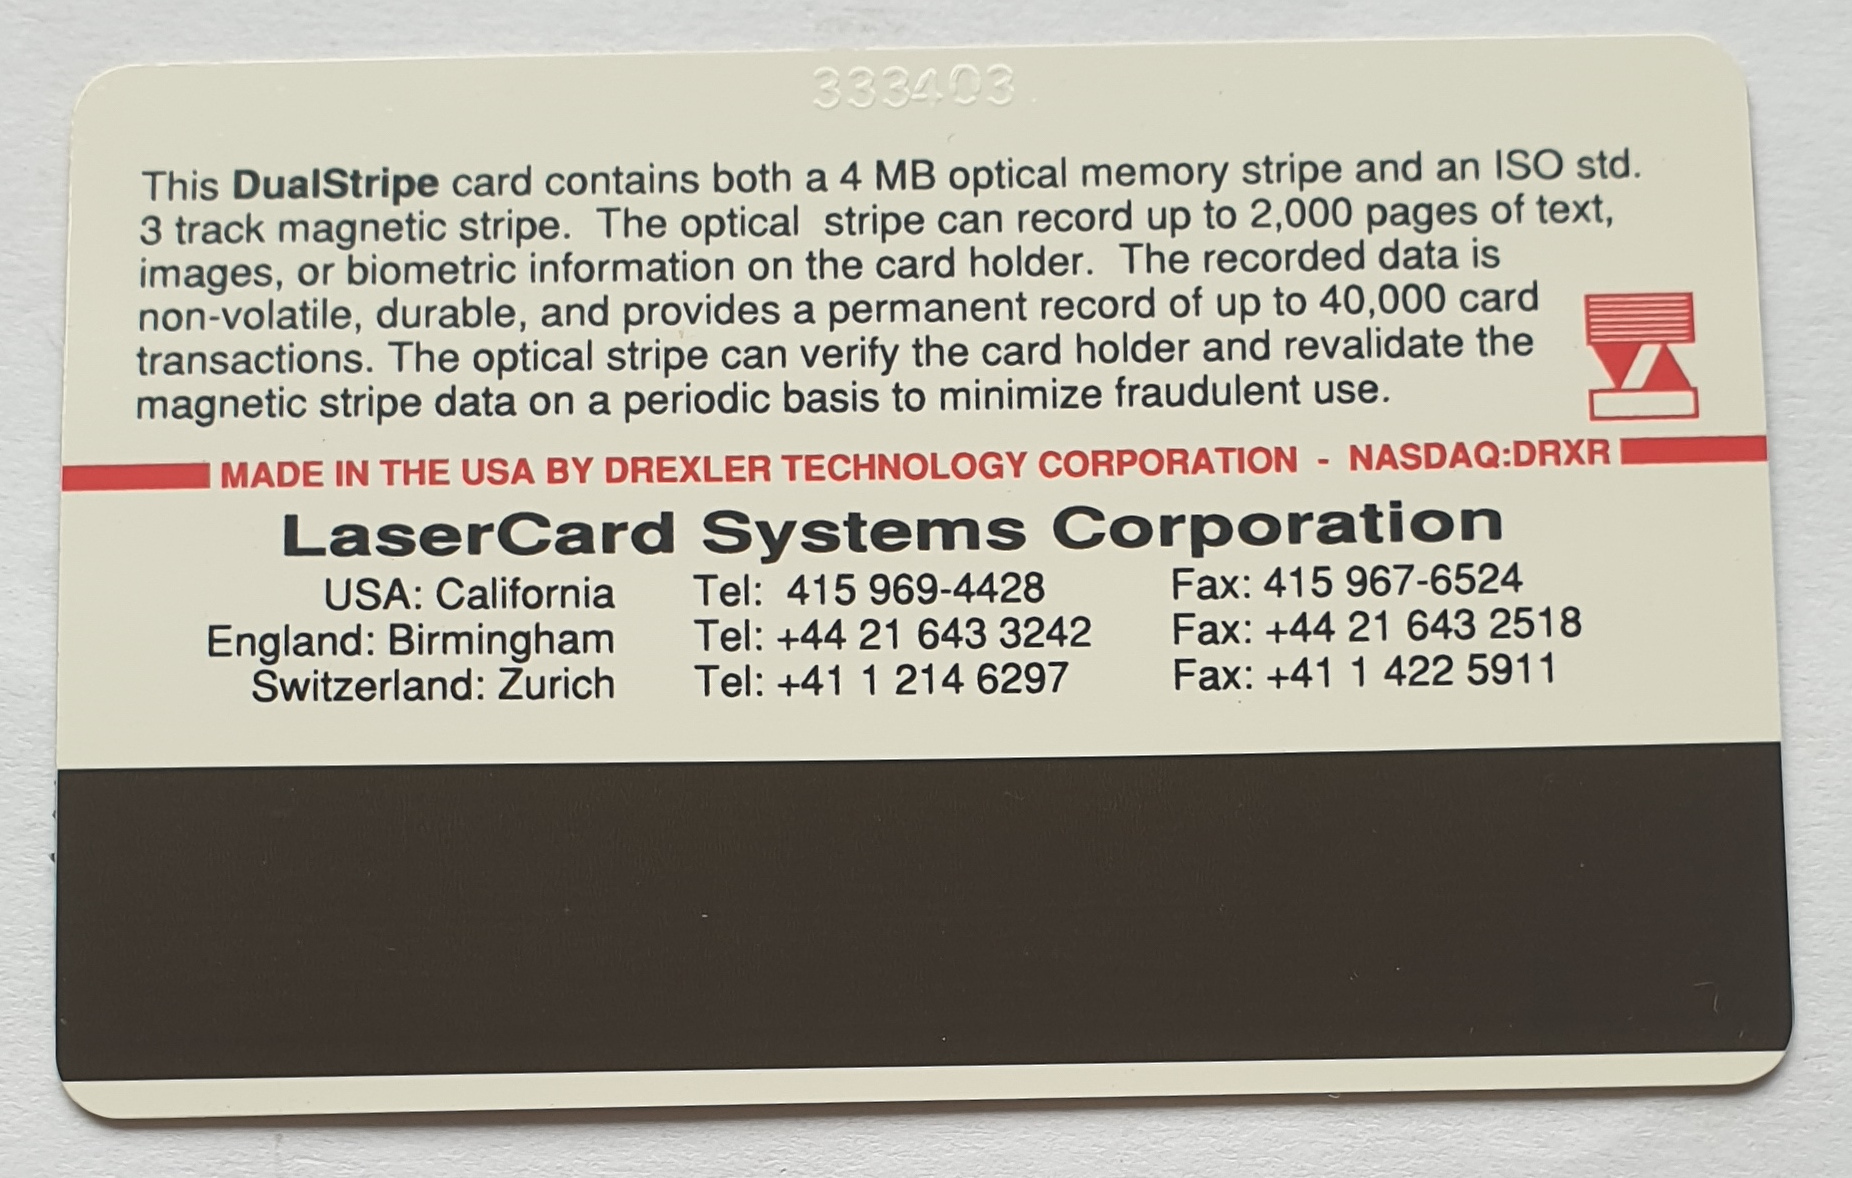 333403
This DualStripe card contains both a 4 MB optical memory stripe and an ISO std.
3 track magnetic stripe. The optical stripe can record up to 2,000 pages of text,
images, or biometric information on the card holder. The recorded data is
non-volatile, durable, and provides a permanent record of up to 40,000 card
transactions. The optical stripe can verify the card holder and revalidate the
magnetic stripe data on a periodic basis to minimize fraudulent use.
MADE IN THE USA BY DREXLER TECHNOLOGY CORPORATION - NASDAQ:DRXR
LaserCard Systems Corporation
USA: California Tel: 415 969-4428 Fax: 415 967-6524
England: Birmingham Tel: +44 21 643 3242 Fax: +44 21 643 2518
Switzerland: Zurich Tel: +41 1 214 6297 Fax: +41 1 422 5911